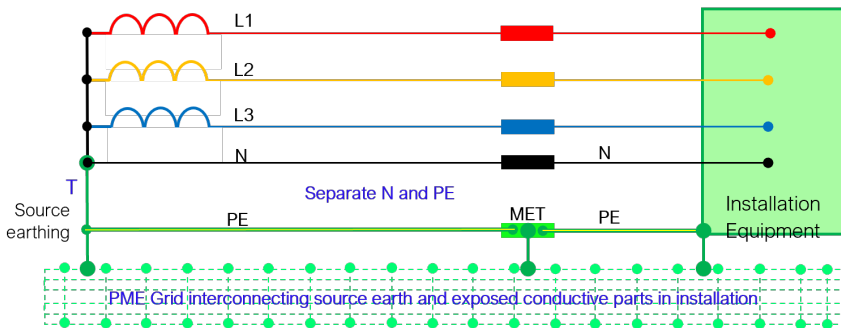 L1
L2
L3
N
N
T
Separate N and PE
Source
earthing
PE
MET
PE
Installation
Equipment
PME Grid interconnecting source earth and exposed conductive parts in installation